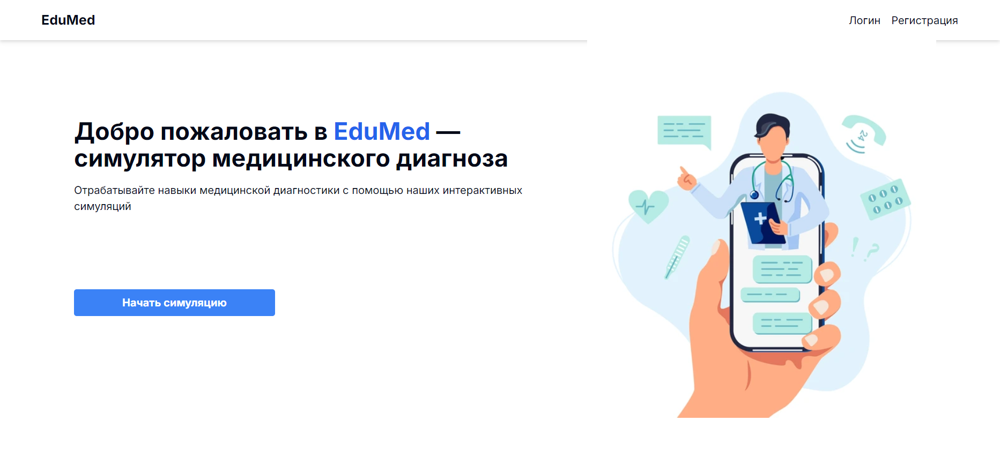 EduMed
Логин Регистрация
Добро пожаловать в EduMed —
симулятор медицинского диагноза
Отрабатывайте навыки медицинской диагностики с помощью наших интерактивных
симуляций
Начать симуляцию
24
! ?